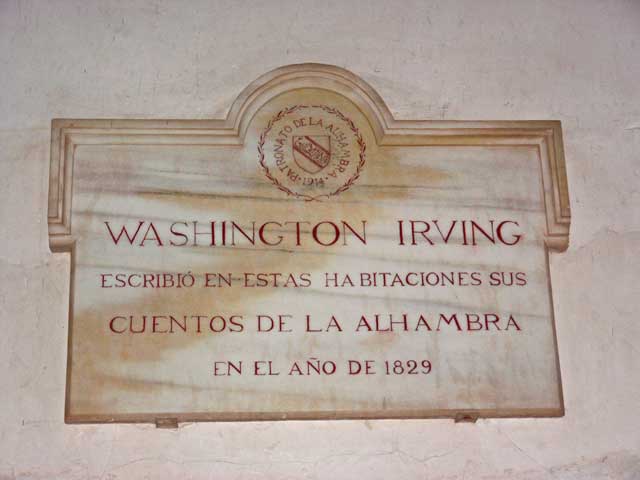 PATRONATO DE LA ALHAMBRA
·1914·
WASHINGTON IRVING
ESCRIBIÓ EN ESTAS HABITACIONES SUS
CUENTOS DE LA ALHAMBRA
EN EL AÑO DE 1829